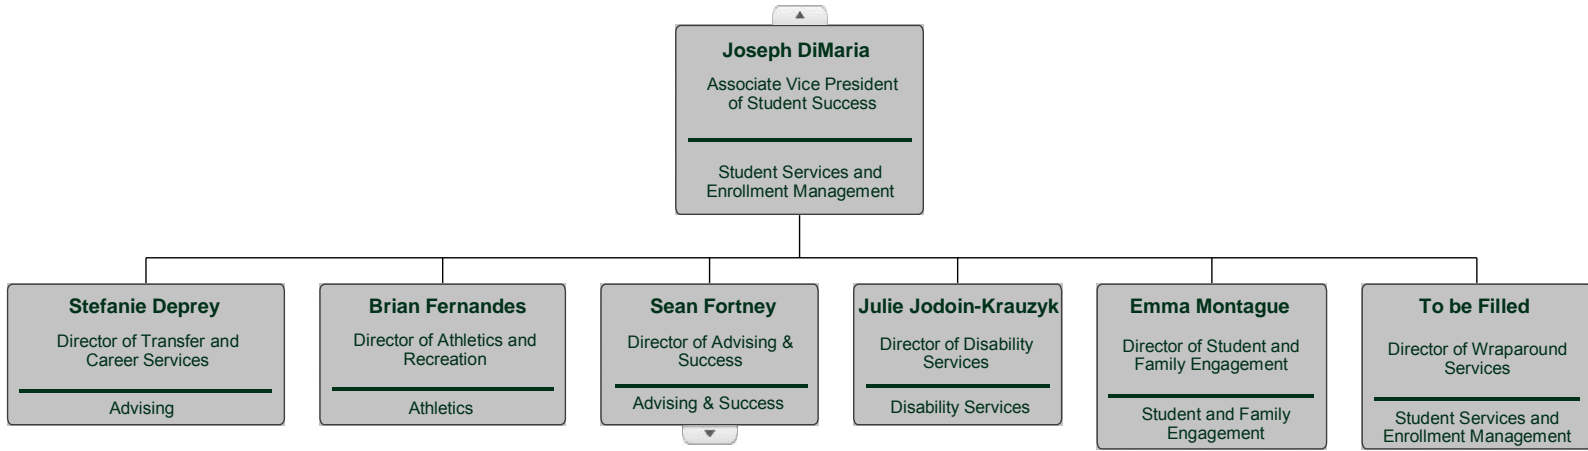 Joseph DiMaria
Associate Vice President
of Student Success
Student Services and
Enrollment Management
Stefanie Deprey
Director of Transfer and
Career Services
Advising
Brian Fernandes
Director of Athletics and
Recreation
Athletics
Sean Fortney
Director of Advising &
Success
Advising & Success
Julie Jodoin-Krauzyk
Director of Disability
Services
Disability Services
Emma Montague
Director of Student and
Family Engagement
Student and Family
Engagement
To be Filled
Director of Wraparound
Services
Student Services and
Enrollment Management